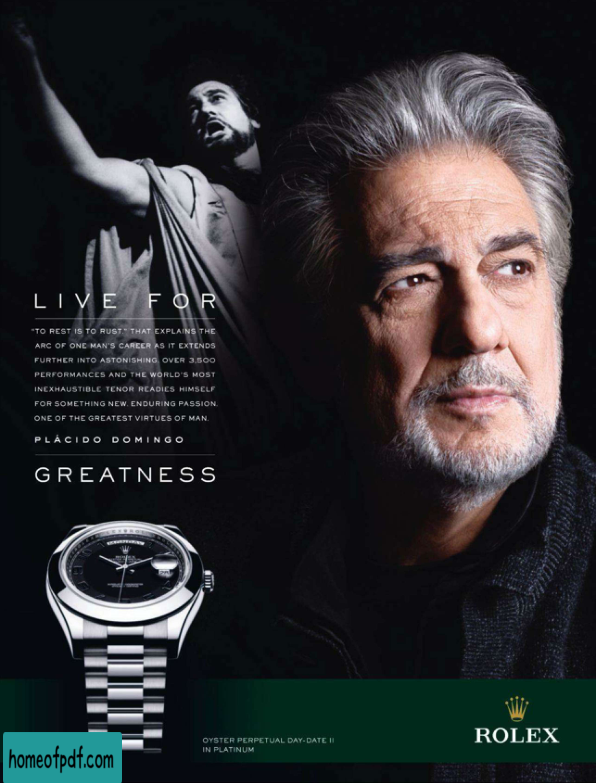 LIVE FOR
"TO REST IS TO RUST." THAT EXPLAINS THE
ARC OF ONE MAN'S CAREER AS IT EXTENDS
FURTHER INTO ASTONISHING. OVER 3,500
PERFORMANCES AND THE WORLD'S MOST
INEXHAUSTIBLE TENOR READIES HIMSELF
FOR SOMETHING NEW. ENDURING PASSION.
ONE OF THE GREATEST VIRTUES OF MAN.
PLÁCIDO DOMINGO
GREATNESS
ROLEX
OYSTER PERPETUAL DAY-DATE II
IN PLATINUM
ROLEX
homeofpdf.com